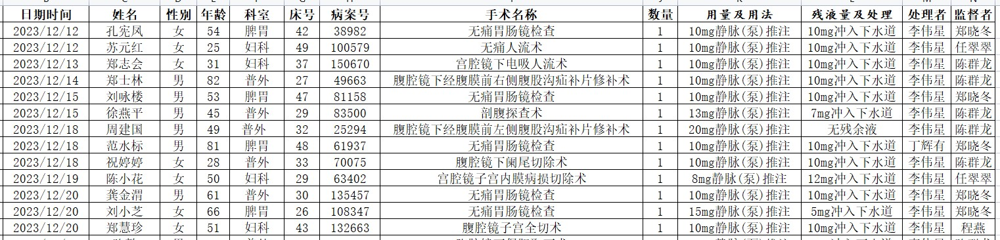 日期时间 姓名 性别 年龄 科室 床号 病案号 手术名称 数量 用量及用法 残液量及处理 处理者 监督者
2023/12/12 孔宪凤 女 54 脾胃 42 38982 无痛胃肠镜检查 1 10mg静脉(泵)推注 10mg冲入下水道 李伟星 郑晓冬
2023/12/12 苏元红 女 25 妇科 49 100579 无痛人流术 1 10mg静脉(泵)推注 10mg冲入下水道 李伟星 任翠翠
2023/12/13 郑志会 女 31 妇科 37 150670 宫腔镜下电吸人流术 1 10mg静脉(泵)推注 10mg冲入下水道 李伟星 陈群龙
2023/12/14 郑士林 男 82 普外 27 49663 腹腔镜下经腹膜前右侧腹股沟疝补片修补术 1 10mg静脉(泵)推注 10mg冲入下水道 李伟星 陈群龙
2023/12/15 刘咏楼 男 53 脾胃 47 81158 无痛胃肠镜检查 1 10mg静脉(泵)推注 10mg冲入下水道 李伟星 郑晓冬
2023/12/15 徐燕平 男 45 普外 29 83500 剖腹探查术 1 13mg静脉(泵)推注 7mg冲入下水道 李伟星 陈群龙
2023/12/18 周建国 男 49 普外 32 25294 腹腔镜下经腹膜前左侧腹股沟疝补片修补术 1 20mg静脉(泵)推注 无残余液 李伟星 陈群龙
2023/12/18 范水标 男 81 脾胃 48 61937 无痛胃肠镜检查 1 10mg静脉(泵)推注 10mg冲入下水道 丁辉有 郑晓冬
2023/12/18 祝婷婷 女 28 普外 33 70075 腹腔镜下阑尾切除术 1 10mg静脉(泵)推注 10mg冲入下水道 李伟星 陈群龙
2023/12/19 陈小花 女 50 妇科 29 63402 宫腔镜子宫内膜病损切除术 1 8mg静脉(泵)推注 12mg冲入下水道 李伟星 任翠翠
2023/12/20 龚金渭 男 61 普外 30 135457 无痛胃肠镜检查 1 10mg静脉(泵)推注 10mg冲入下水道 李伟星 郑晓冬
2023/12/20 刘小芝 女 66 脾胃 26 108347 无痛胃肠镜检查 1 15mg静脉(泵)推注 5mg冲入下水道 李伟星 郑晓冬
2023/12/20 郑慧珍 女 51 妇科 43 132663 腹腔镜子宫全切术 1 10mg静脉(泵)推注 10mg冲入下水道 李伟星 程燕